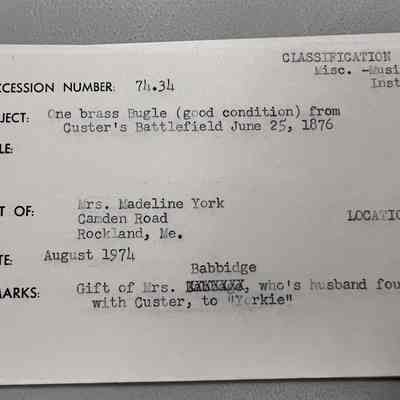 CLASSIFICATION
CCESSION NUMBER: 74.34 Misc. -Musi
Inst
JECT: One brass Bugle (good condition) from
Custer's Battlefield June 25, 1876
LE:
T OF: Mrs. Madeline York
Camden Road LOCATIO
Rockland, Me.
TE: August 1974
Babbidge
MARKS: Gift of Mrs. , who's husband fou
with Custer, to "Yorkie"